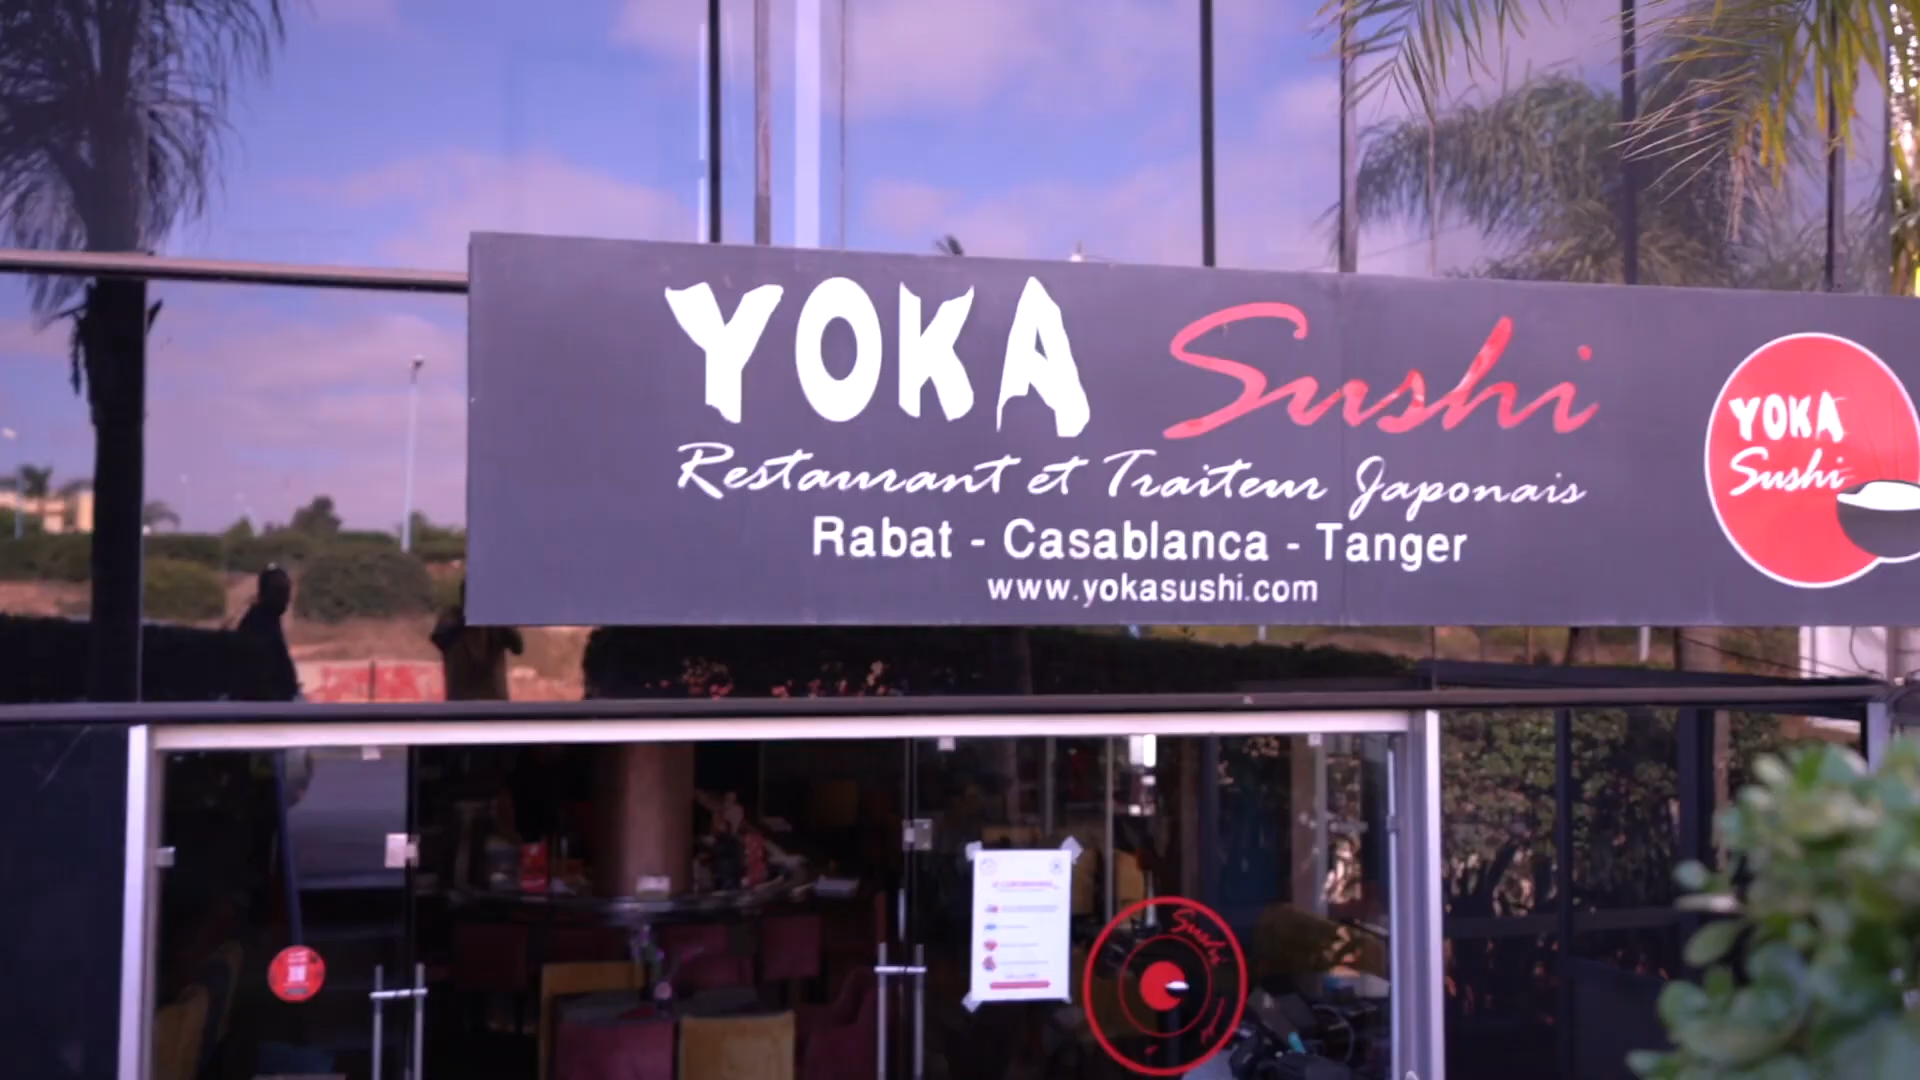 YOKA Sushi
Restaurant et Traiteur Japonais
Rabat - Casablanca - Tanger
www.yokasushi.com
YOKA
Sushi
Sushi